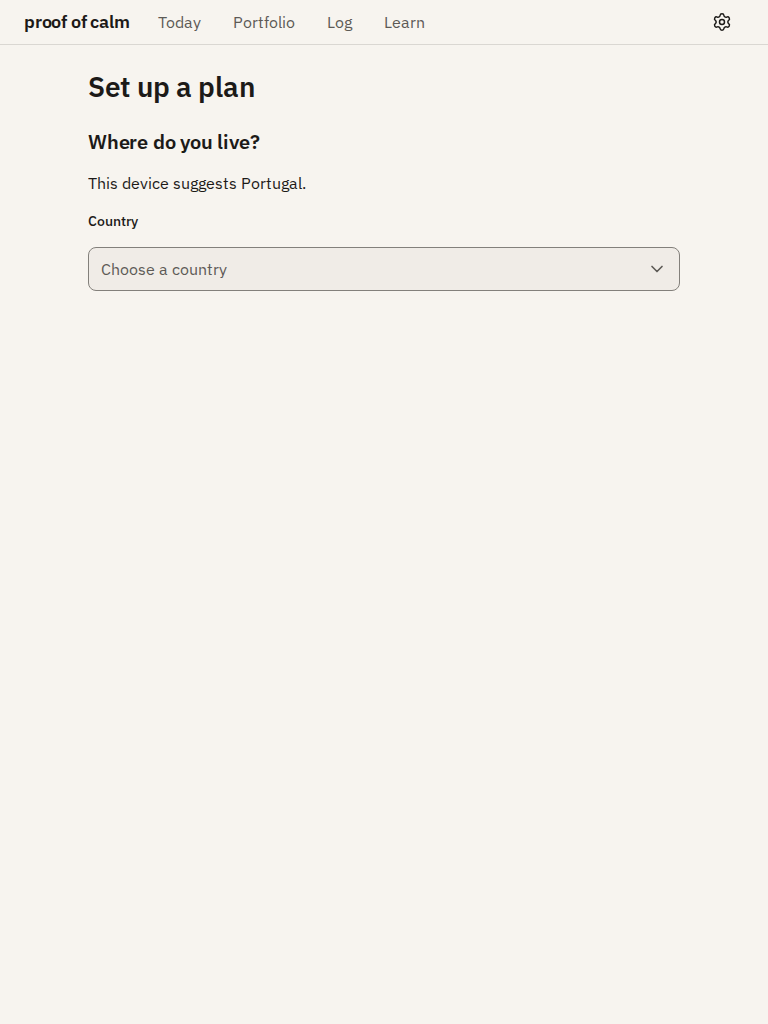 proof of calm Today Portfolio Log Learn
Set up a plan
Where do you live?
This device suggests Portugal.
Country
Choose a country